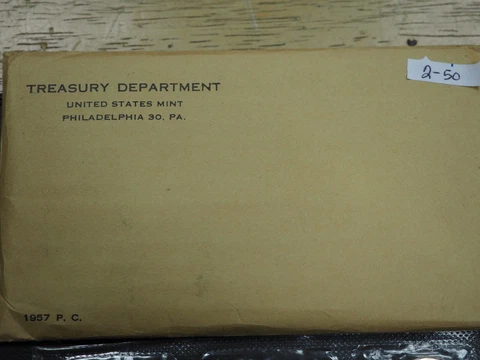 TREASURY DEPARTMENT
UNITED STATES MINT
PHILADELPHIA 30, PA.
2-50
1957 P. C.